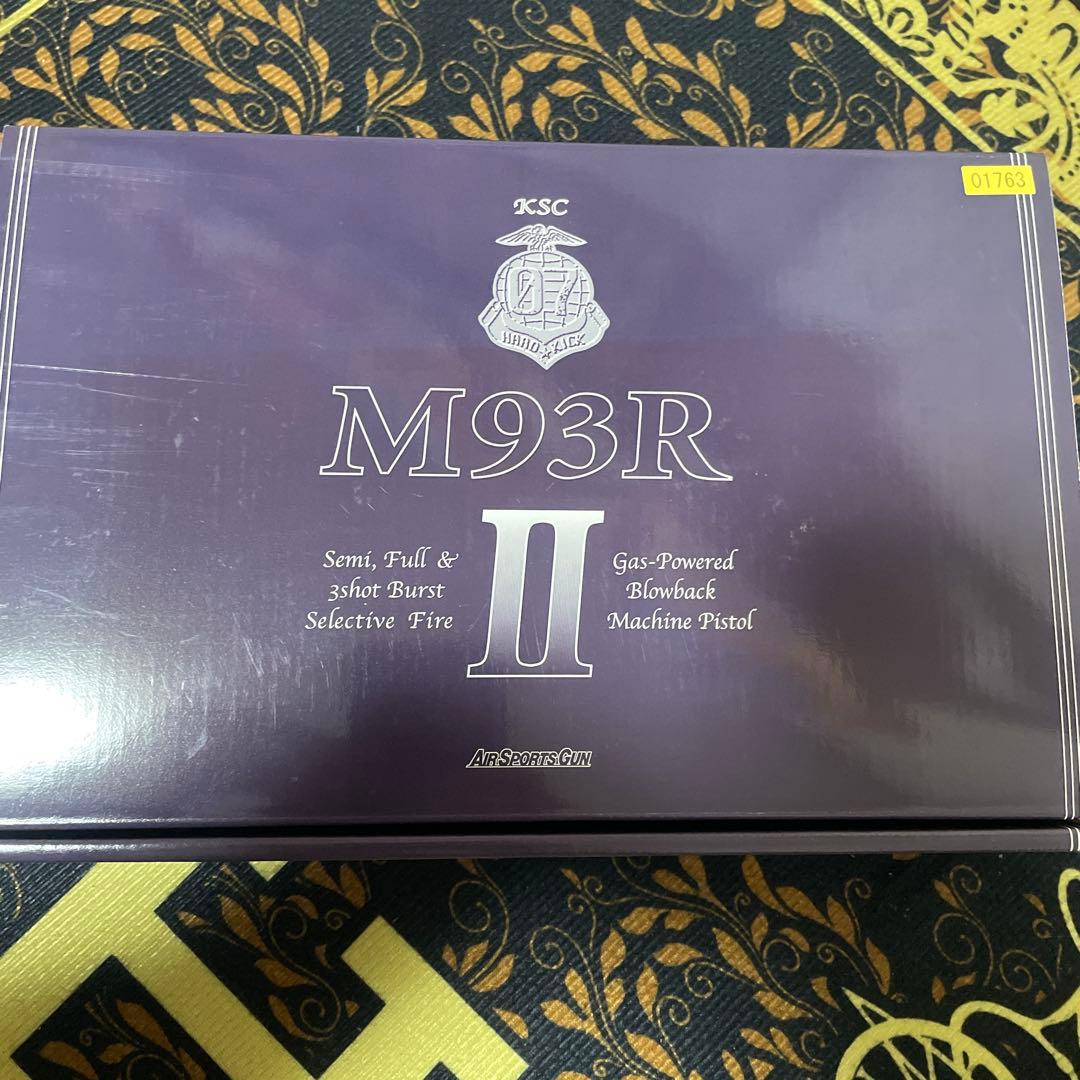 01763
KSC
07
HARD★KICK
M93R
II
Semi, Full &
3shot Burst
Selective Fire
Gas-Powered
Blowback
Machine Pistol
AIR SPORTS GUN